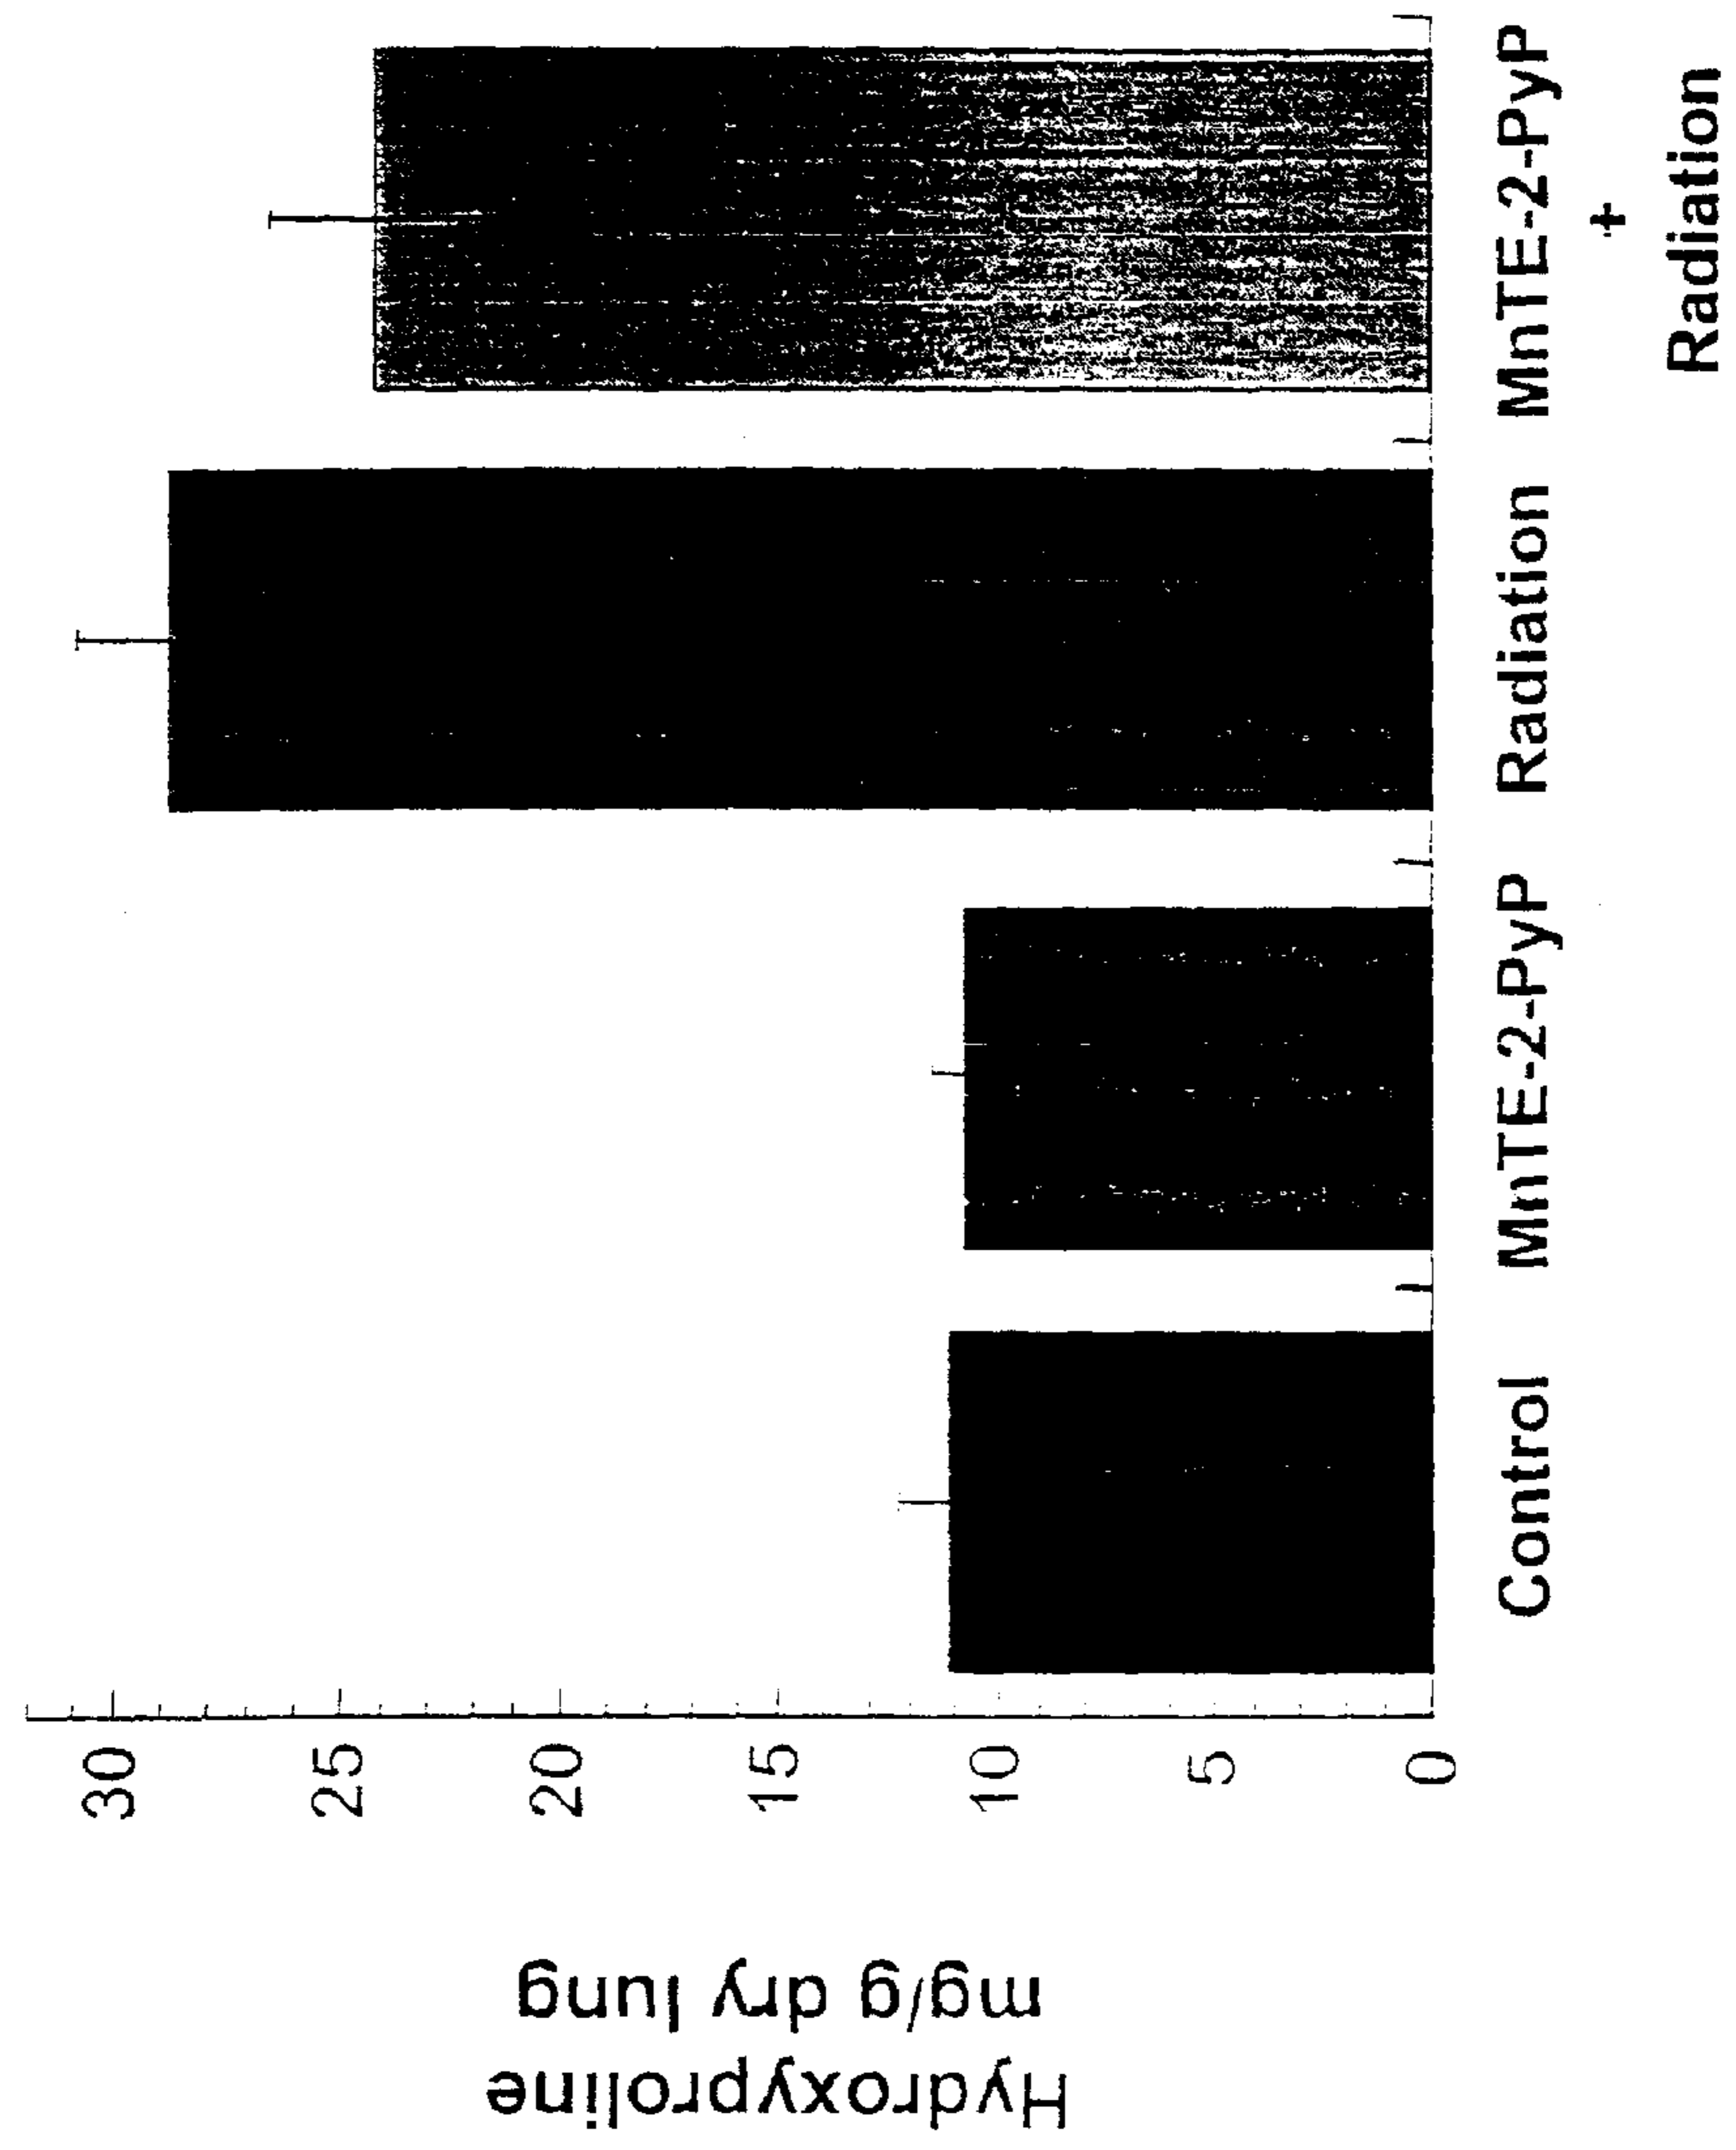 Hydroxyproline
mg/g dry lung
30
25
20
15
10
5
0
Control MnTE-2-PyP Radiation MnTE-2-PyP
+
Radiation